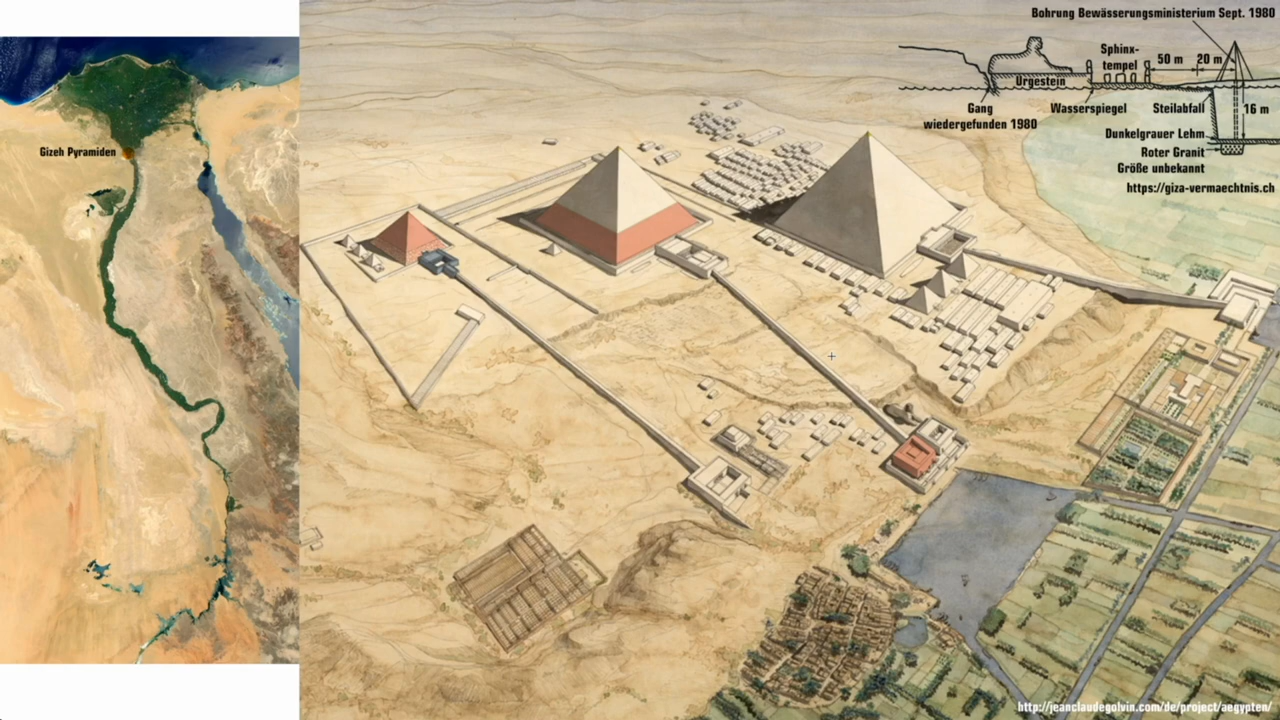 Gizeh Pyramiden
Bohrung Bewässerungsministerium Sept. 1980
Sphinx-
tempel
50 m
20 m
Urgestein
Gang
wiedergefunden 1980
Wasserspiegel
Steilabfall
16 m
Dunkelgrauer Lehm
Roter Granit
Größe unbekannt
https://giza-vermaechtnis.ch
http://jeanclaudegolvin.com/de/project/aegypten/